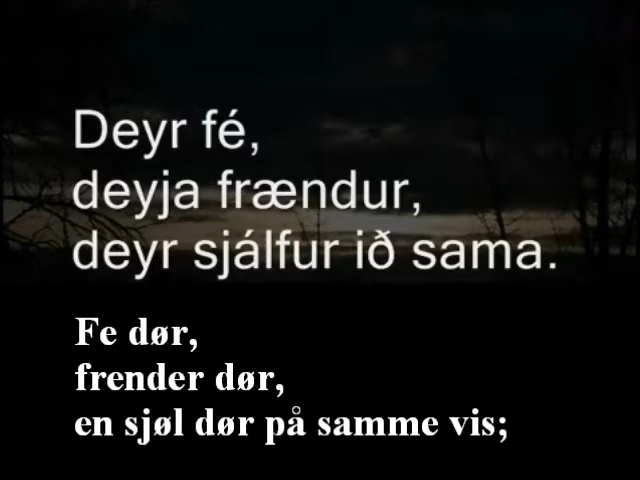 Deyr fé,
deyja frændur,
deyr sjálfur ið sama.
Fe dør,
frender dør,
en sjøl dør på samme vis;